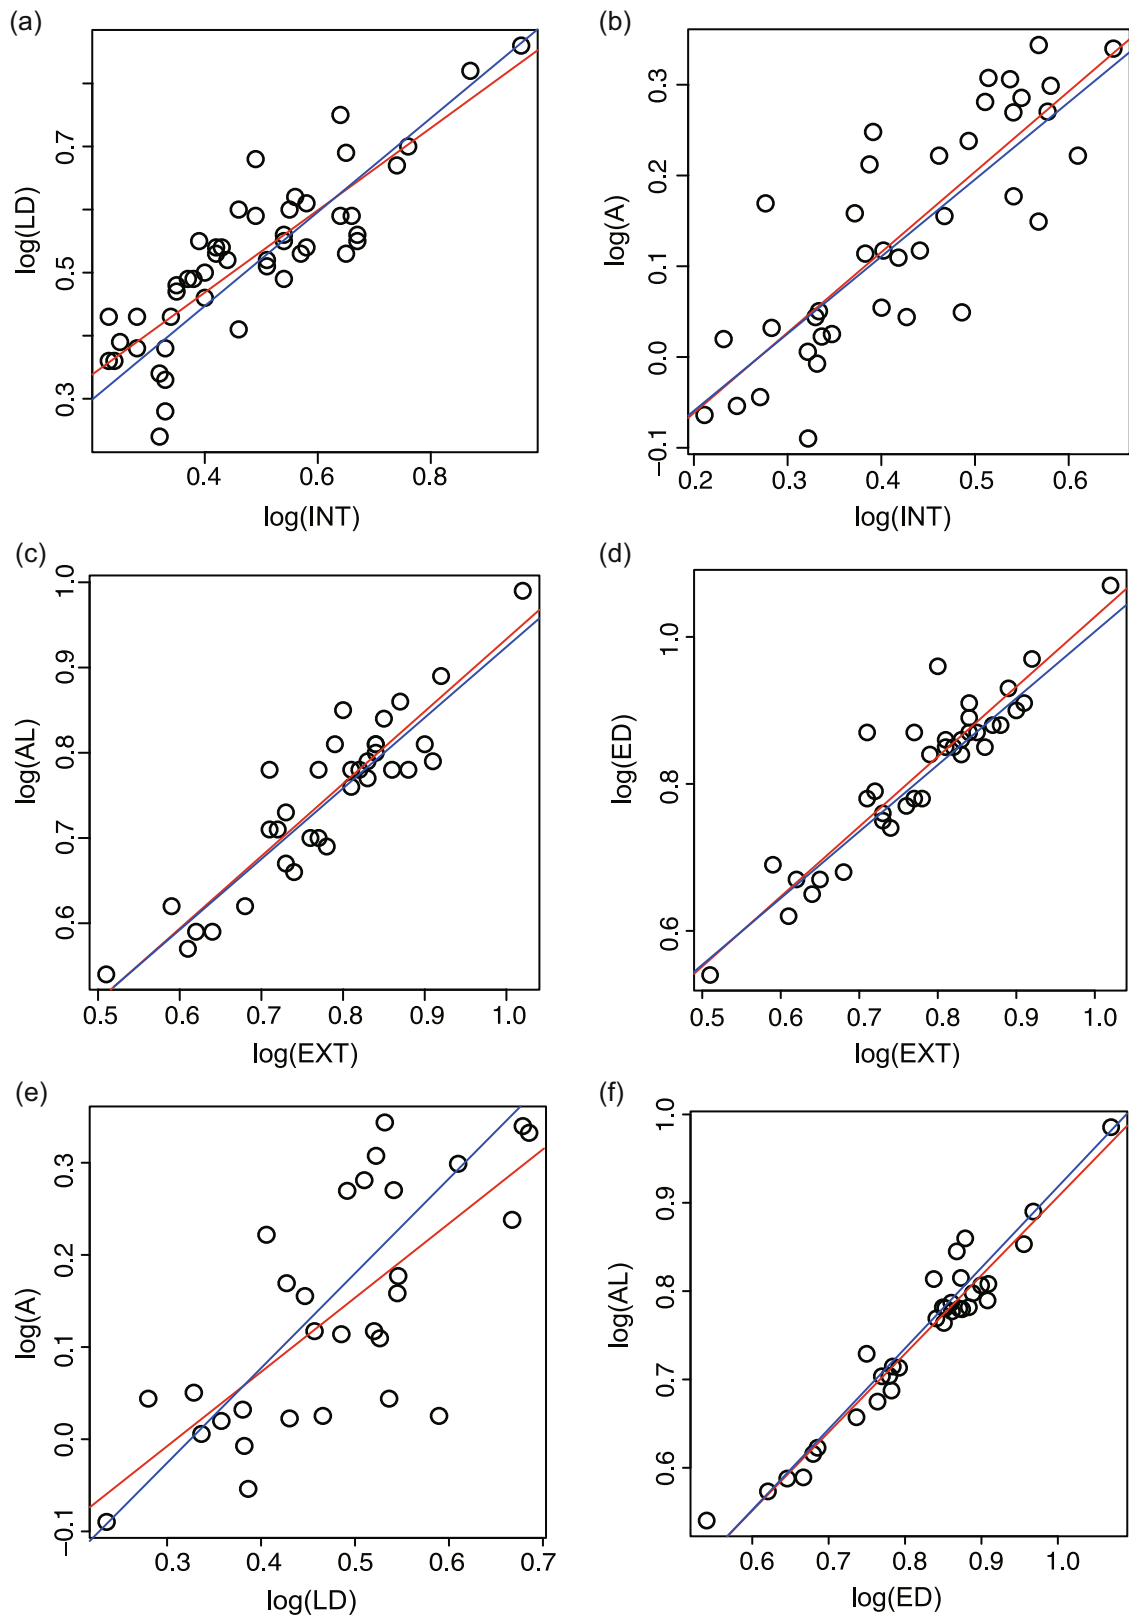 (a)
log(LD)
0.3 0.5 0.7
0.4 0.6 0.8
log(INT)
(b)
log(A)
−0.1 0.0 0.1 0.2 0.3
0.2 0.3 0.4 0.5 0.6
log(INT)
(c)
log(AL)
0.6 0.7 0.8 0.9 1.0
0.5 0.6 0.7 0.8 0.9 1.0
log(EXT)
(d)
log(ED)
0.6 0.8 1.0
0.5 0.6 0.7 0.8 0.9 1.0
log(EXT)
(e)
log(A)
−0.1 0.0 0.1 0.2 0.3
0.3 0.4 0.5 0.6 0.7
log(LD)
(f)
log(AL)
0.6 0.7 0.8 0.9 1.0
0.6 0.7 0.8 0.9 1.0
log(ED)